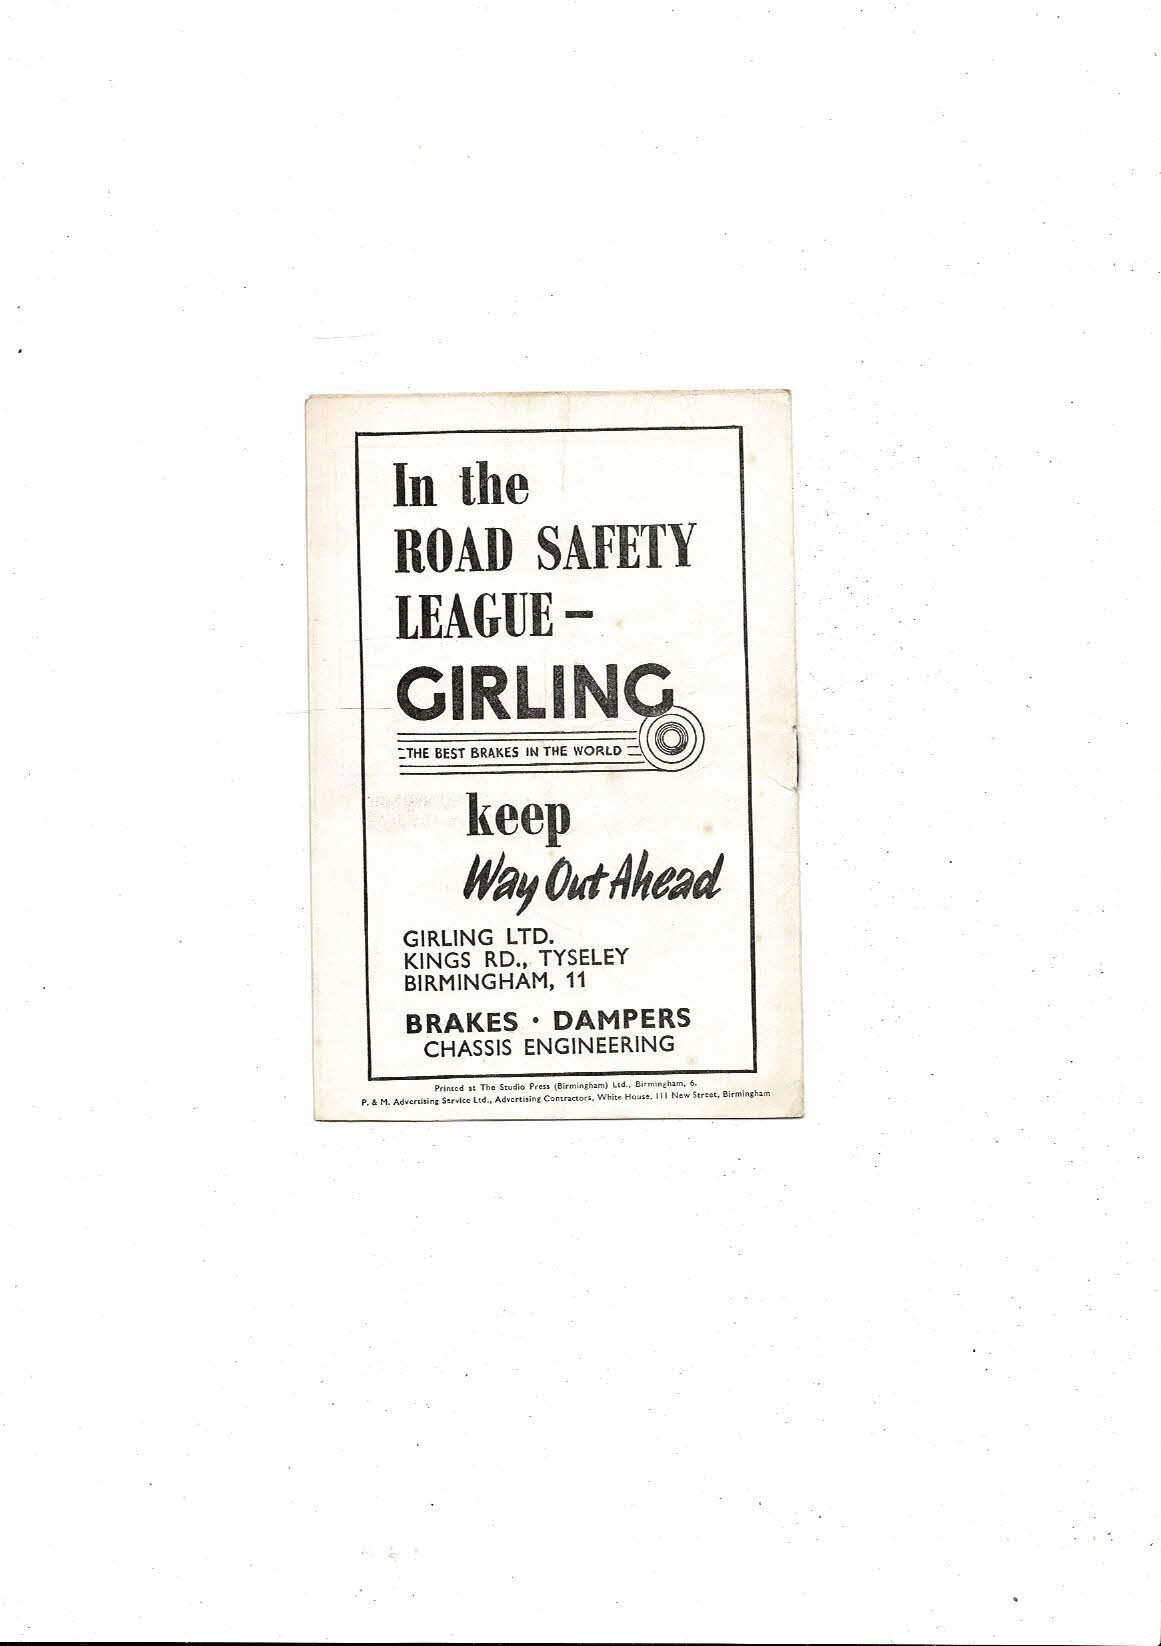 In the
ROAD SAFETY
LEAGUE –
GIRLING
THE BEST BRAKES IN THE WORLD
keep
Way Out Ahead
GIRLING LTD.
KINGS RD., TYSELEY
BIRMINGHAM, 11
BRAKES • DAMPERS
CHASSIS ENGINEERING
Printed at The Studio Press (Birmingham) Ltd., Birmingham, 6.
P. & M. Advertising Service Ltd., Advertising Contractors, White House, 111 New Street, Birmingham